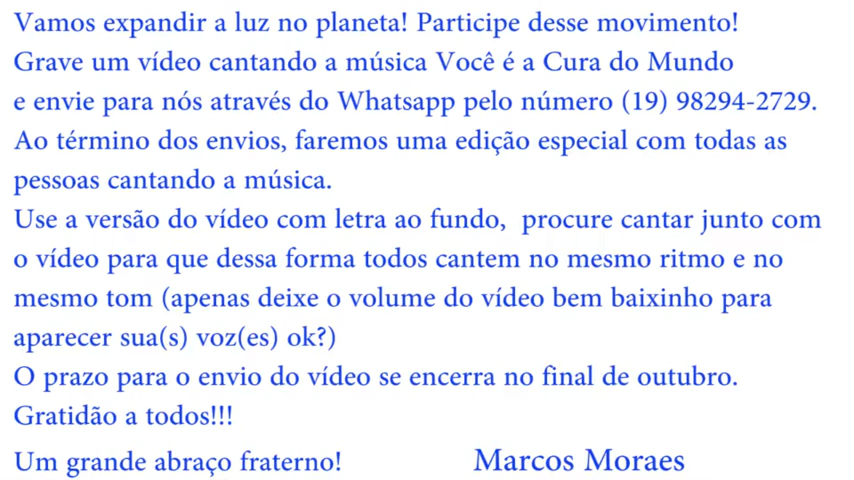 Vamos expandir a luz no planeta! Participe desse movimento!
Grave um vídeo cantando a música Você é a Cura do Mundo
e envie para nós através do Whatsapp pelo número (19) 98294-2729.
Ao término dos envios, faremos uma edição especial com todas as
pessoas cantando a música.
Use a versão do vídeo com letra ao fundo,  procure cantar junto com
o vídeo para que dessa forma todos cantem no mesmo ritmo e no
mesmo tom (apenas deixe o volume do vídeo bem baixinho para
aparecer sua(s) voz(es) ok?)
O prazo para o envio do vídeo se encerra no final de outubro.
Gratidão a todos!!!
Um grande abraço fraterno! Marcos Moraes